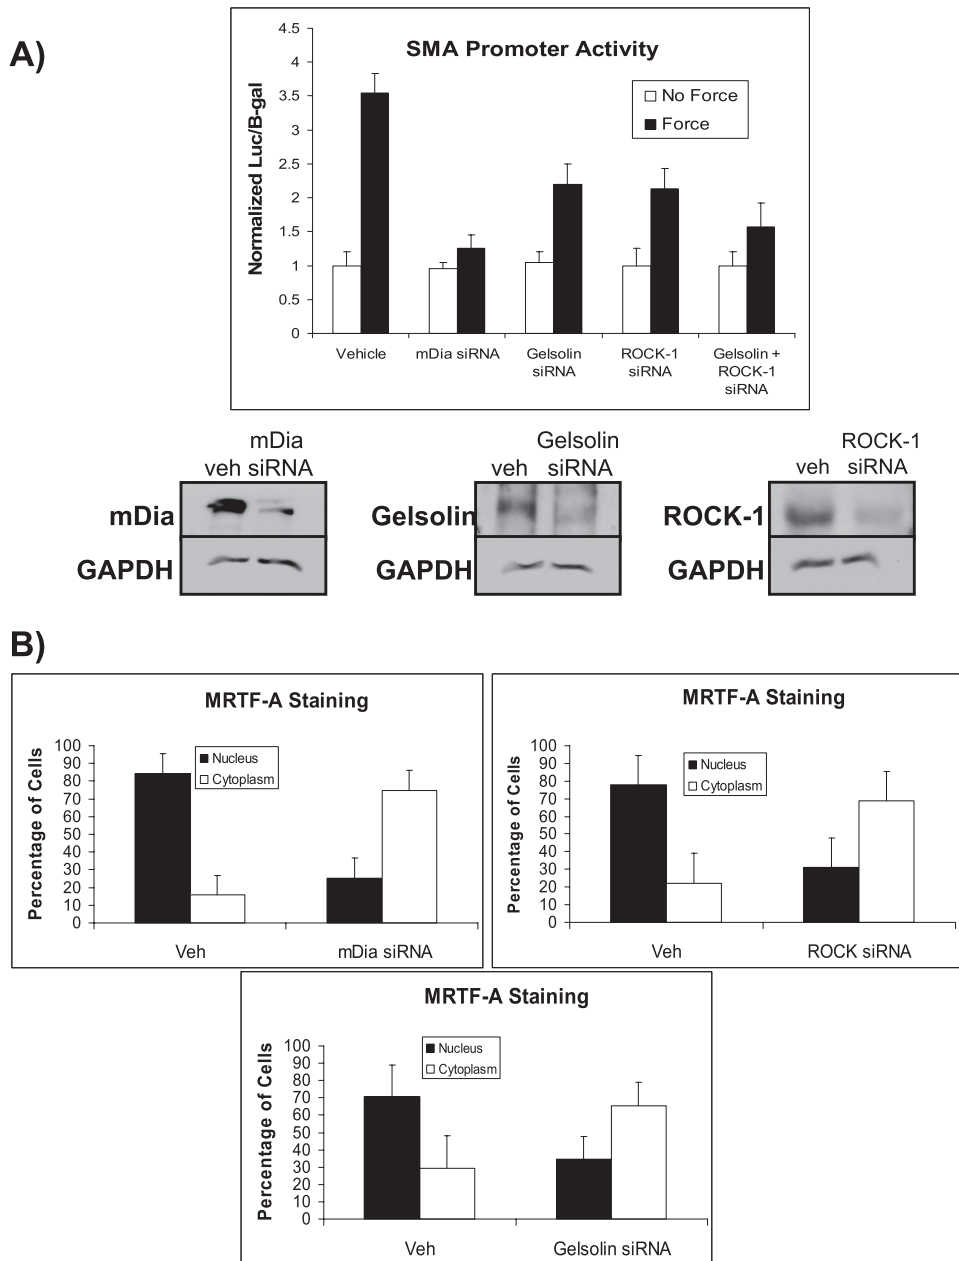 A)
SMA Promoter Activity
Normalized Luc/B-gal
4.5
4
3.5
3
2.5
2
1.5
1
0.5
0
No Force
Force
Vehicle
mDia siRNA
Gelsolin
siRNA
ROCK-1
siRNA
Gelsolin +
ROCK-1
siRNA
mDia
veh siRNA
mDia
GAPDH
Gelsolin
veh siRNA
Gelsolin
GAPDH
ROCK-1
veh siRNA
ROCK-1
GAPDH
B)
MRTF-A Staining
Percentage of Cells
100
90
80
70
60
50
40
30
20
10
0
Nucleus
Cytoplasm
Veh
mDia siRNA
MRTF-A Staining
Percentage of Cells
100
90
80
70
60
50
40
30
20
10
0
Nucleus
Cytoplasm
Veh
ROCK siRNA
MRTF-A Staining
Percentage of Cells
100
90
80
70
60
50
40
30
20
10
0
Nucleus
Cytoplasm
Veh
Gelsolin siRNA